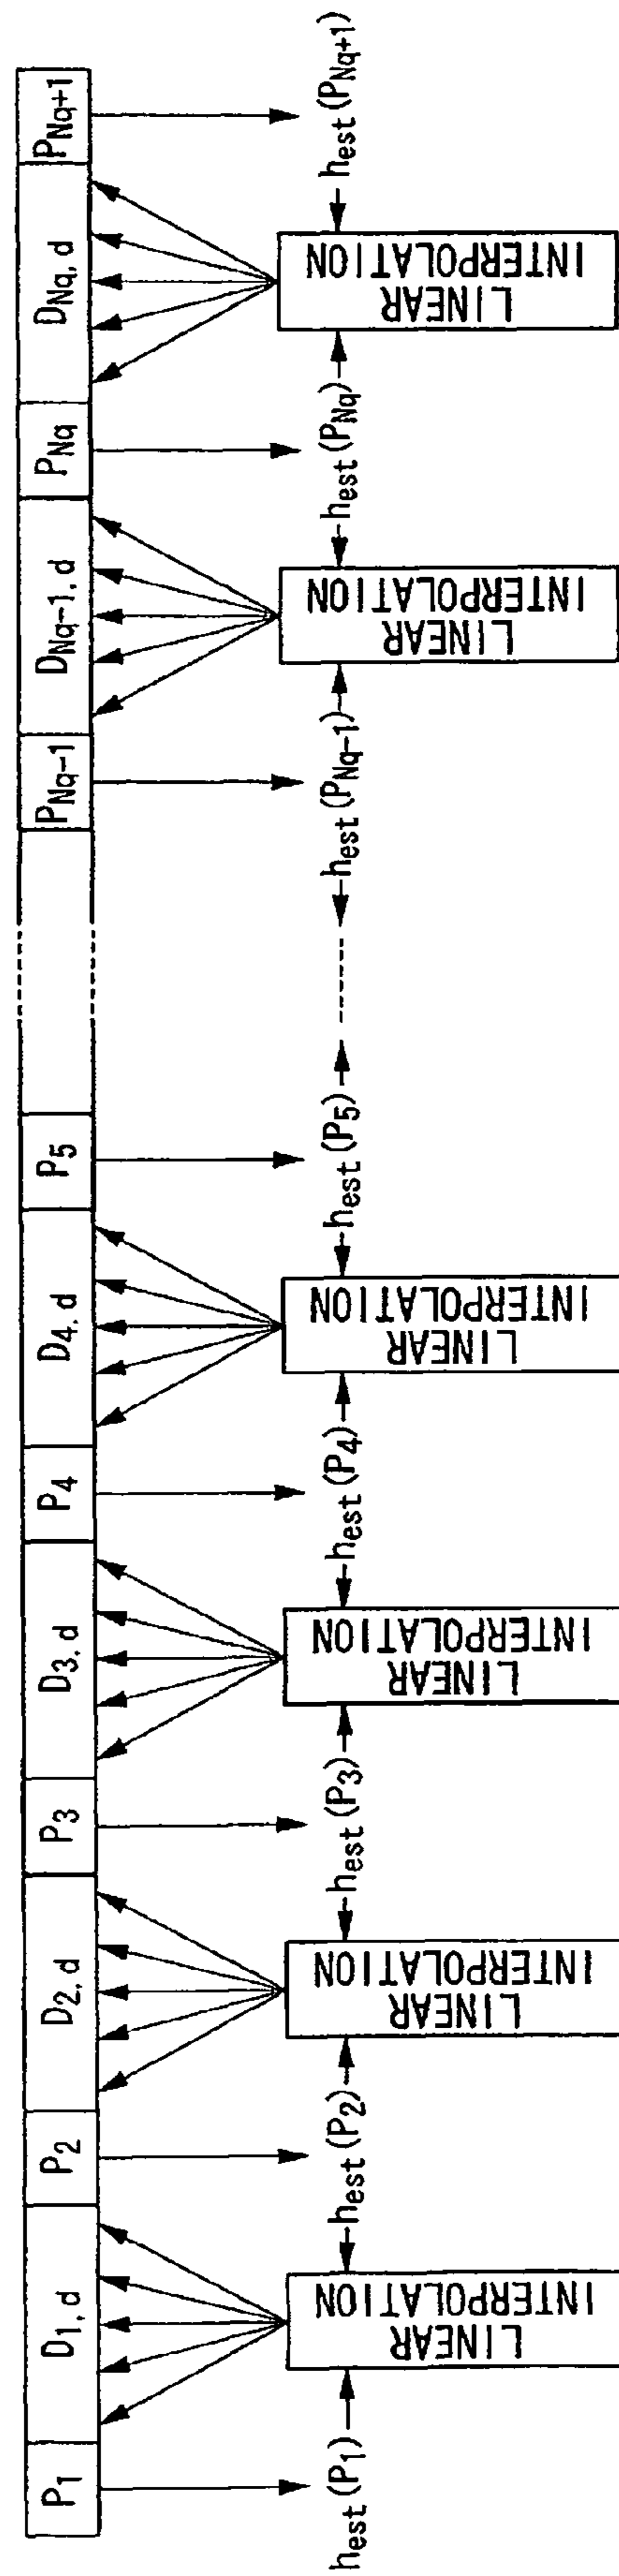 P1 D1, d P2 D2, d P3 D3, d P4 D4, d P5 PNq-1 DNq-1, d PNq DNq, d PNq+1
hest(P1) hest(P2) hest(P3) hest(P4) hest(P5) hest(PNq-1) hest(PNq) hest(PNq+1)
LINEAR
INTERPOLATION
LINEAR
INTERPOLATION
LINEAR
INTERPOLATION
LINEAR
INTERPOLATION
LINEAR
INTERPOLATION
LINEAR
INTERPOLATION